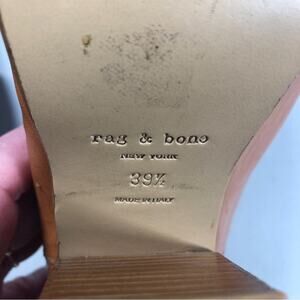 rag & bone
NEW YORK
39½
MADE IN ITALY